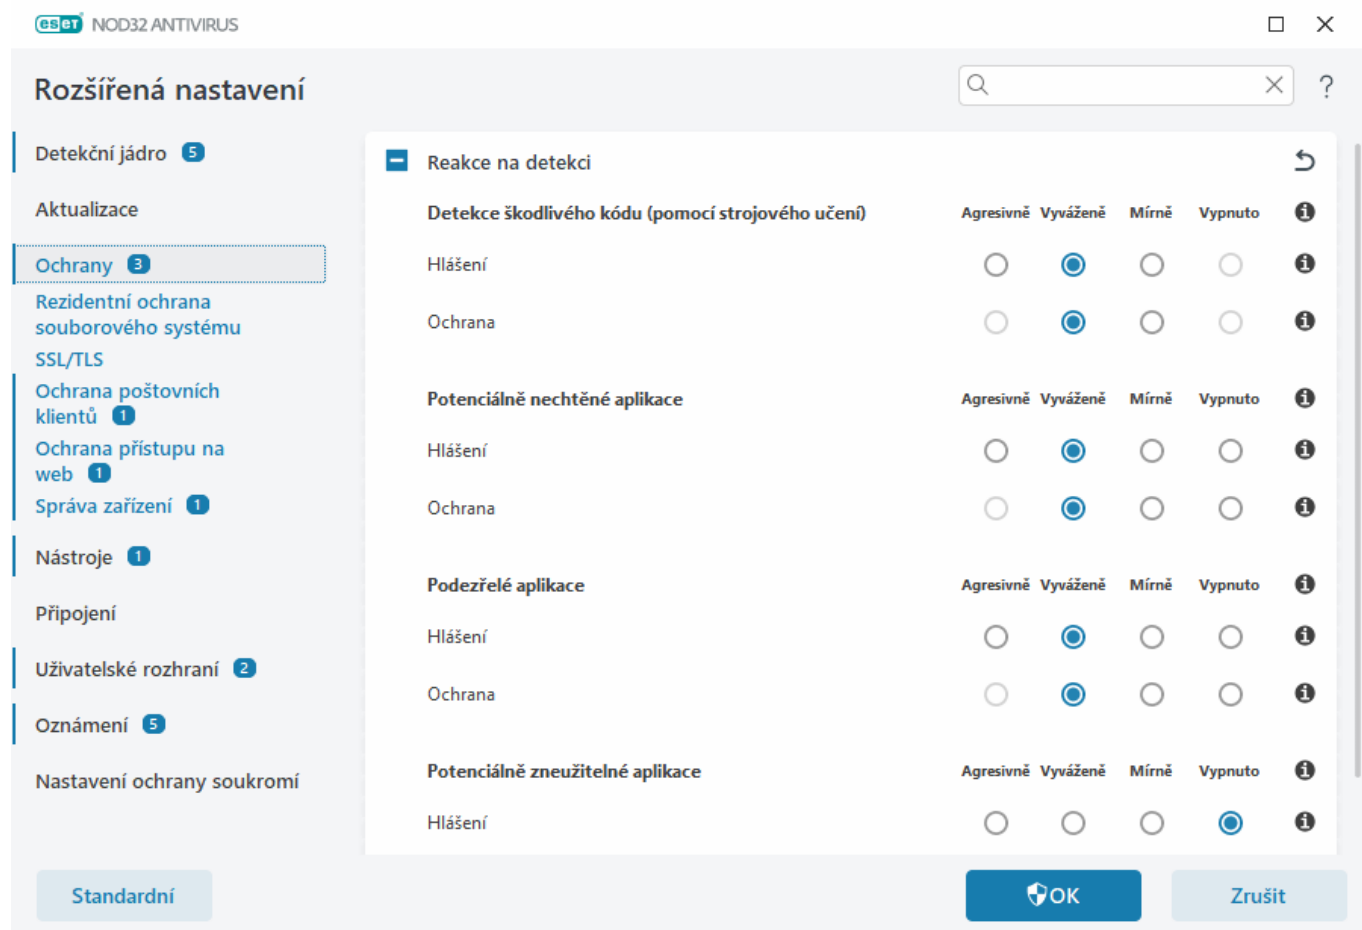 eset NOD32 ANTIVIRUS
Rozšířená nastavení
?
Detekční jádro 5
Aktualizace
Ochrany 3
Rezidentní ochrana
souborového systému
SSL/TLS
Ochrana poštovních
klientů 1
Ochrana přístupu na
web 1
Správa zařízení 1
Nástroje 1
Připojení
Uživatelské rozhraní 2
Oznámení 5
Nastavení ochrany soukromí
Reakce na detekci
Detekce škodlivého kódu (pomocí strojového učení) Agresivně Vyváženě Mírně Vypnuto
Hlášení
Ochrana
Potenciálně nechtěné aplikace Agresivně Vyváženě Mírně Vypnuto
Hlášení
Ochrana
Podezřelé aplikace Agresivně Vyváženě Mírně Vypnuto
Hlášení
Ochrana
Potenciálně zneužitelné aplikace Agresivně Vyváženě Mírně Vypnuto
Hlášení
Standardní
OK
Zrušit